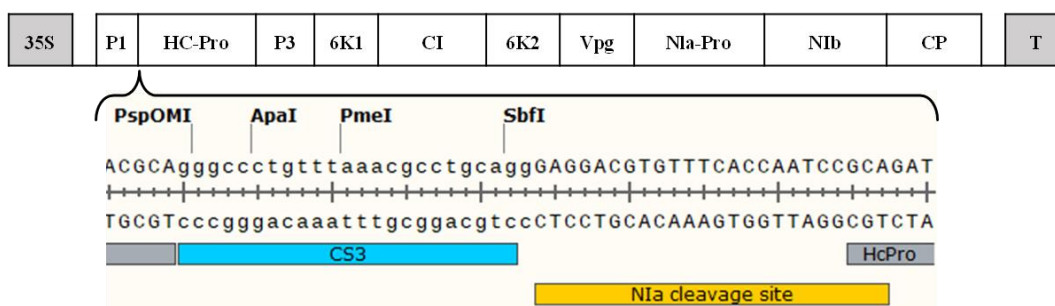 35S P1 HC-Pro P3 6K1 CI 6K2 Vpg NIa-Pro NIb CP T
PspOMI ApaI PmeI SbfI
ACGCAgggccctgtttaaacgcctgcaggGAGGACGTGTTTCACCAATCCGCAGAT
TGCGTcccgggacaaatttgcggacgtccCTCCTGCACAAAGTGGTTAGGCGTCTA
CS3 HcPro
NIa cleavage site